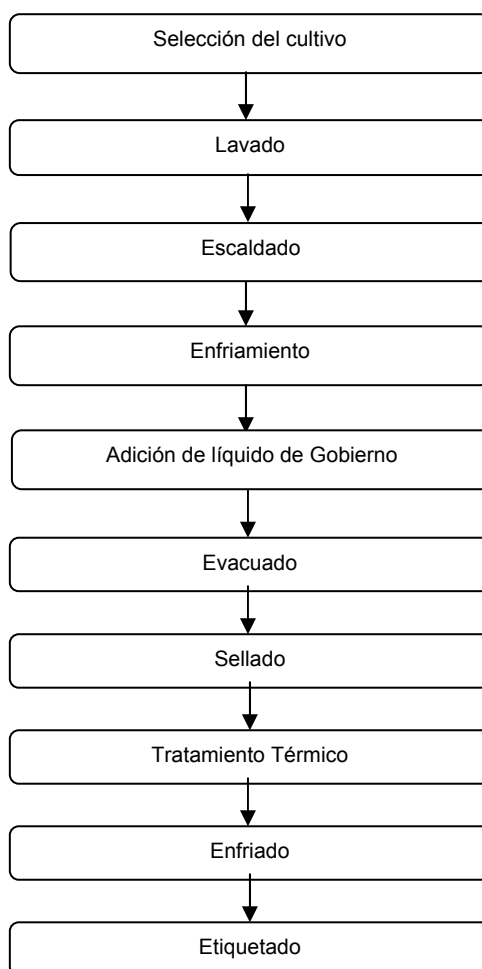 Selección del cultivo
Lavado
Escaldado
Enfriamiento
Adición de líquido de Gobierno
Evacuado
Sellado
Tratamiento Térmico
Enfriado
Etiquetado